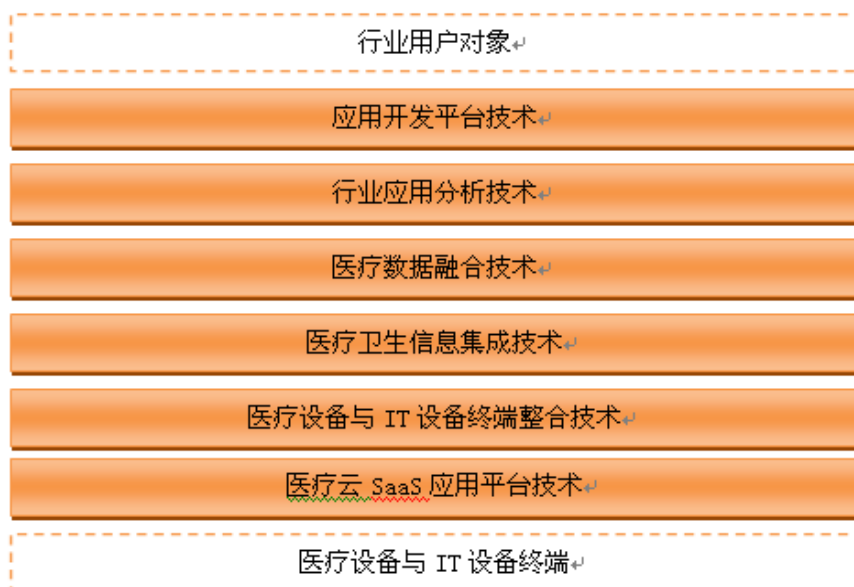 行业用户对象
应用开发平台技术
行业应用分析技术
医疗数据融合技术
医疗卫生信息集成技术
医疗设备与 IT 设备终端整合技术
医疗云 SaaS 应用平台技术
医疗设备与 IT 设备终端